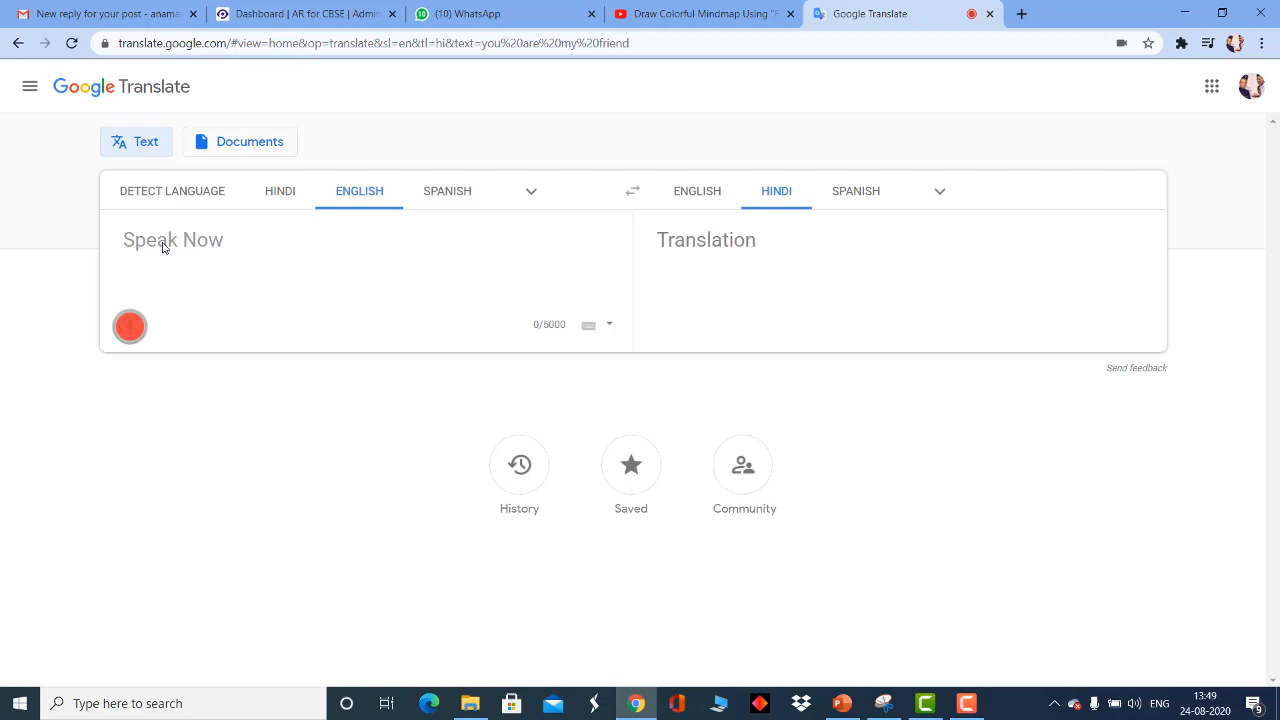 New reply for your post "Assignm
Dashboard | AR for CBSE Admin
(10) WhatsApp
Draw Colorful Mindmap Using "E
Google Translate
translate.google.com/#view=home&op=translate&sl=en&tl=hi&text=you%20are%20my%20friend
Google Translate
Text
Documents
DETECT LANGUAGE HINDI ENGLISH SPANISH ENGLISH HINDI SPANISH
Speak Now
Translation
0/5000
Send feedback
History
Saved
Community
Type here to search
ENG
13:49
24-08-2020